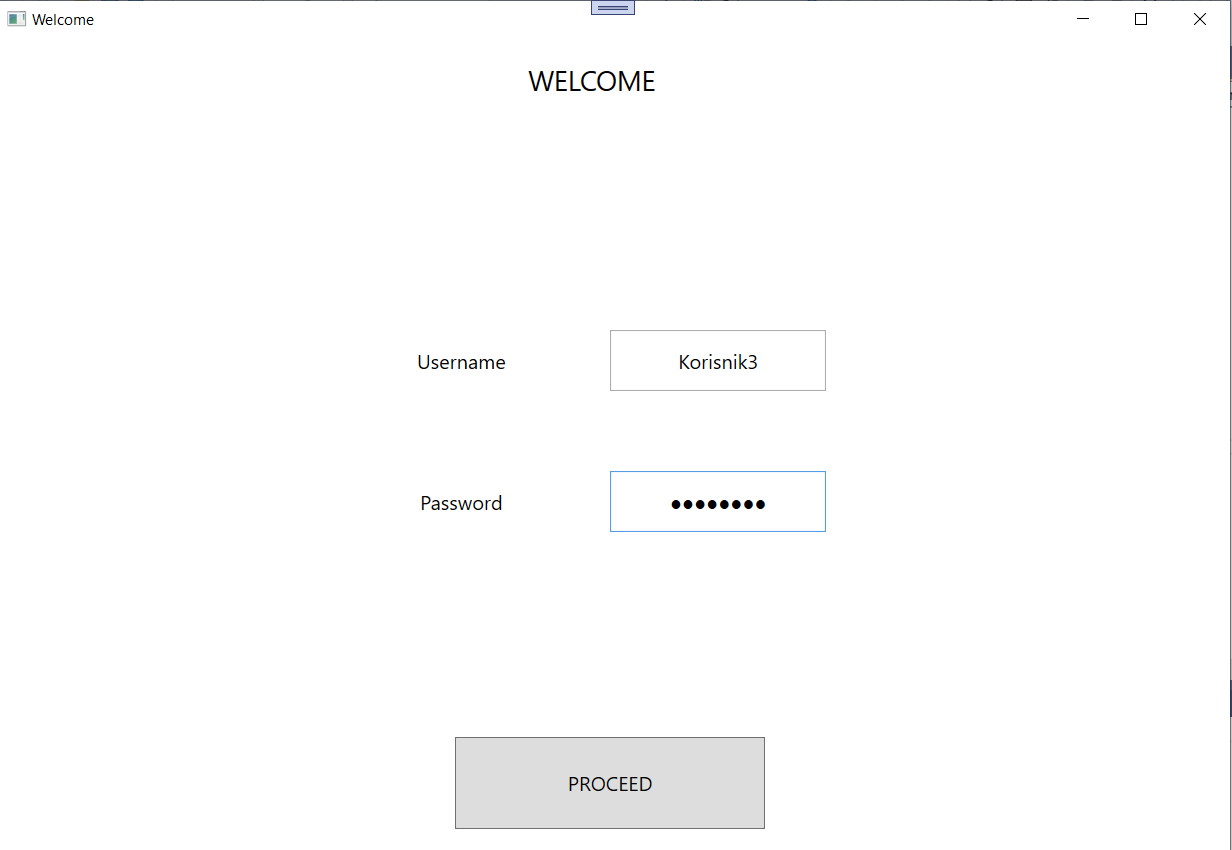 Welcome
WELCOME
Username
Korisnik3
Password
••••••••
PROCEED